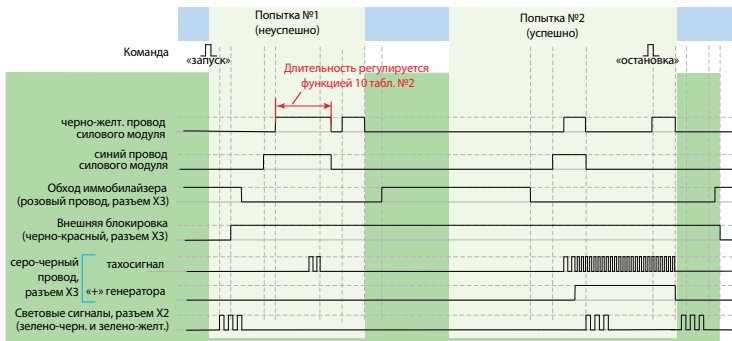 Попытка №1
(неуспешно)
Попытка №2
(успешно)
Команда
«запуск»
«остановка»
Длительность регулируется
функцией 10 табл. №2
черно-желт. провод
силового модуля
синий провод
силового модуля
Обход иммобилайзера
(розовый провод, разъем X3)
Внешняя блокировка
(черно-красный, разъем X3)
серо-черный
провод,
разъем X3
тахосигнал
«+» генератора
Световые сигналы, разъем X2
(зелено-черн. и зелено-желт.)